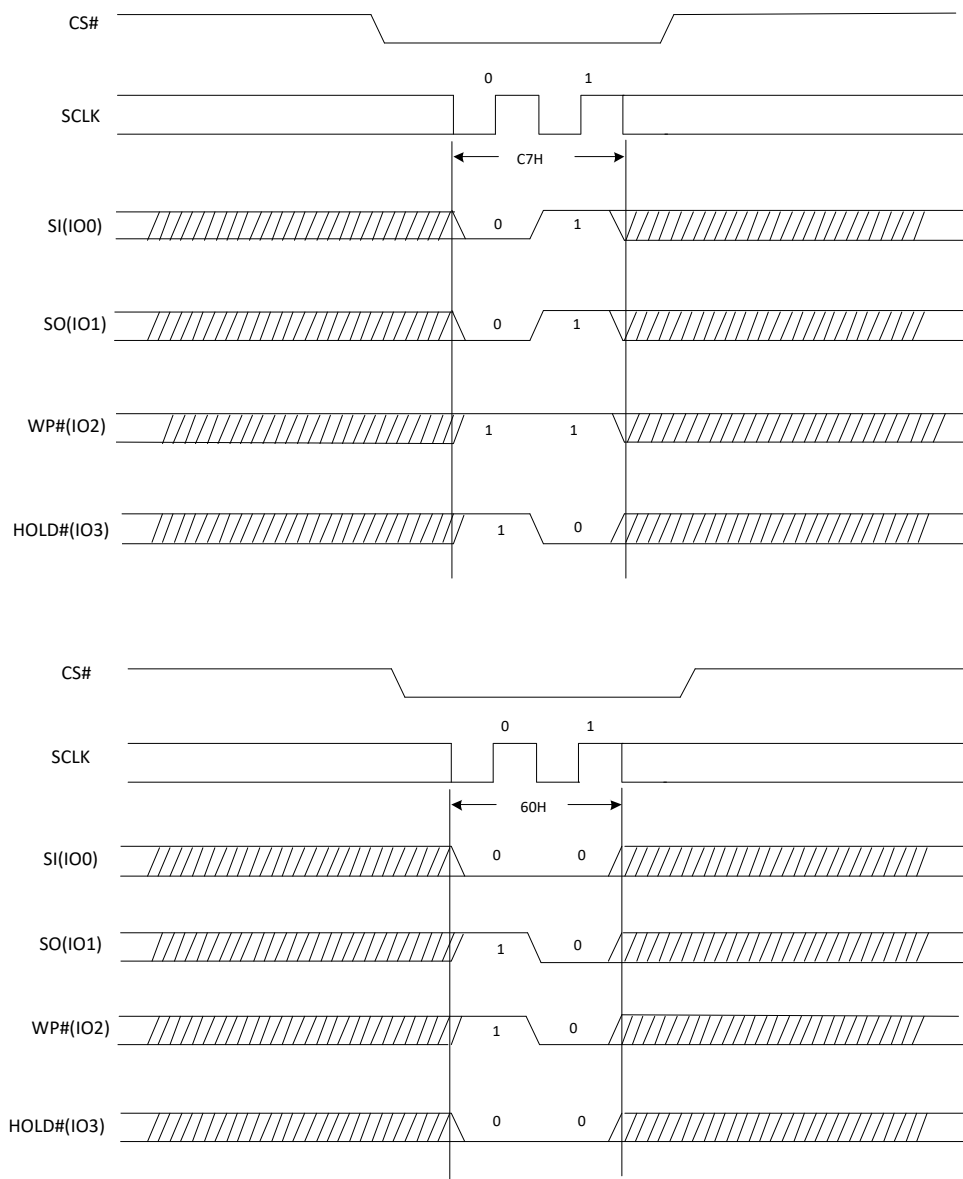 CS#
0 1
SCLK
C7H
SI(IO0) 0 1
SO(IO1) 0 1
WP#(IO2) 1 1
HOLD#(IO3) 1 0
CS#
0 1
SCLK
60H
SI(IO0) 0 0
SO(IO1) 1 0
WP#(IO2) 1 0
HOLD#(IO3) 0 0